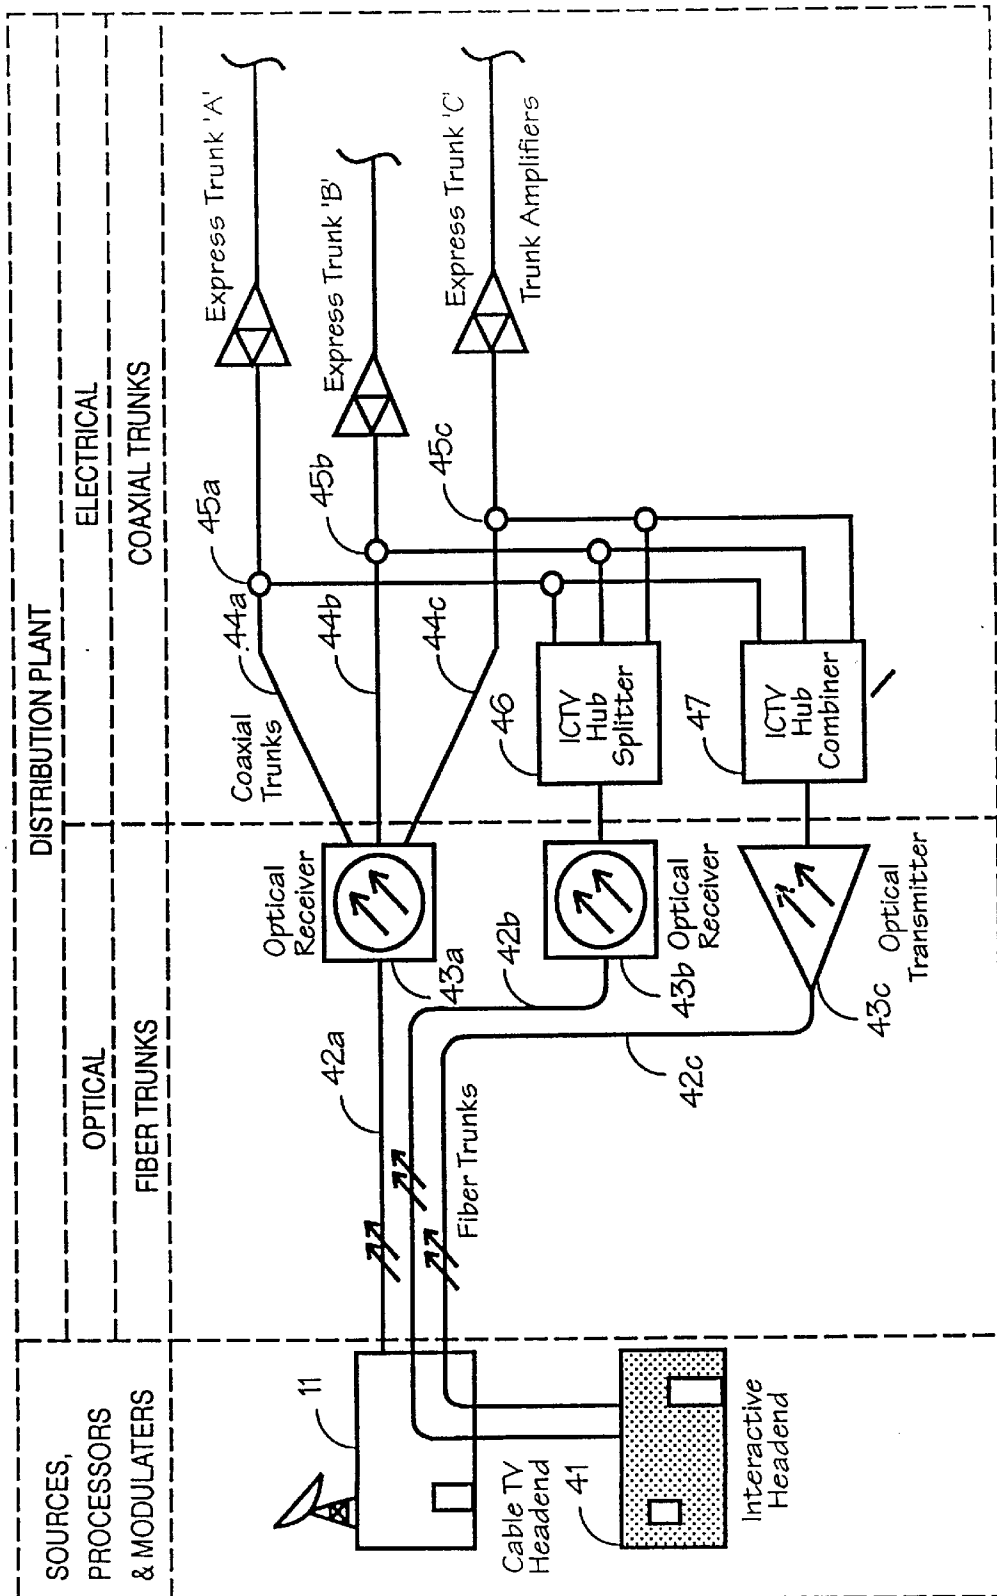 DISTRIBUTION PLANT
SOURCES,
PROCESSORS
& MODULATERS
OPTICAL
ELECTRICAL
FIBER TRUNKS
COAXIAL TRUNKS
11
Cable TV
Headend
41
Interactive
Headend
42a
42b
42c
Fiber Trunks
Optical
Receiver
43a
Optical
Receiver
43b
Optical
Transmitter
43c
Coaxial
Trunks
44a
44b
44c
45a
45b
45c
46
ICTV
Hub
Splitter
47
ICTV
Hub
Combiner
Express Trunk 'A'
Express Trunk 'B'
Express Trunk 'C'
Trunk Amplifiers